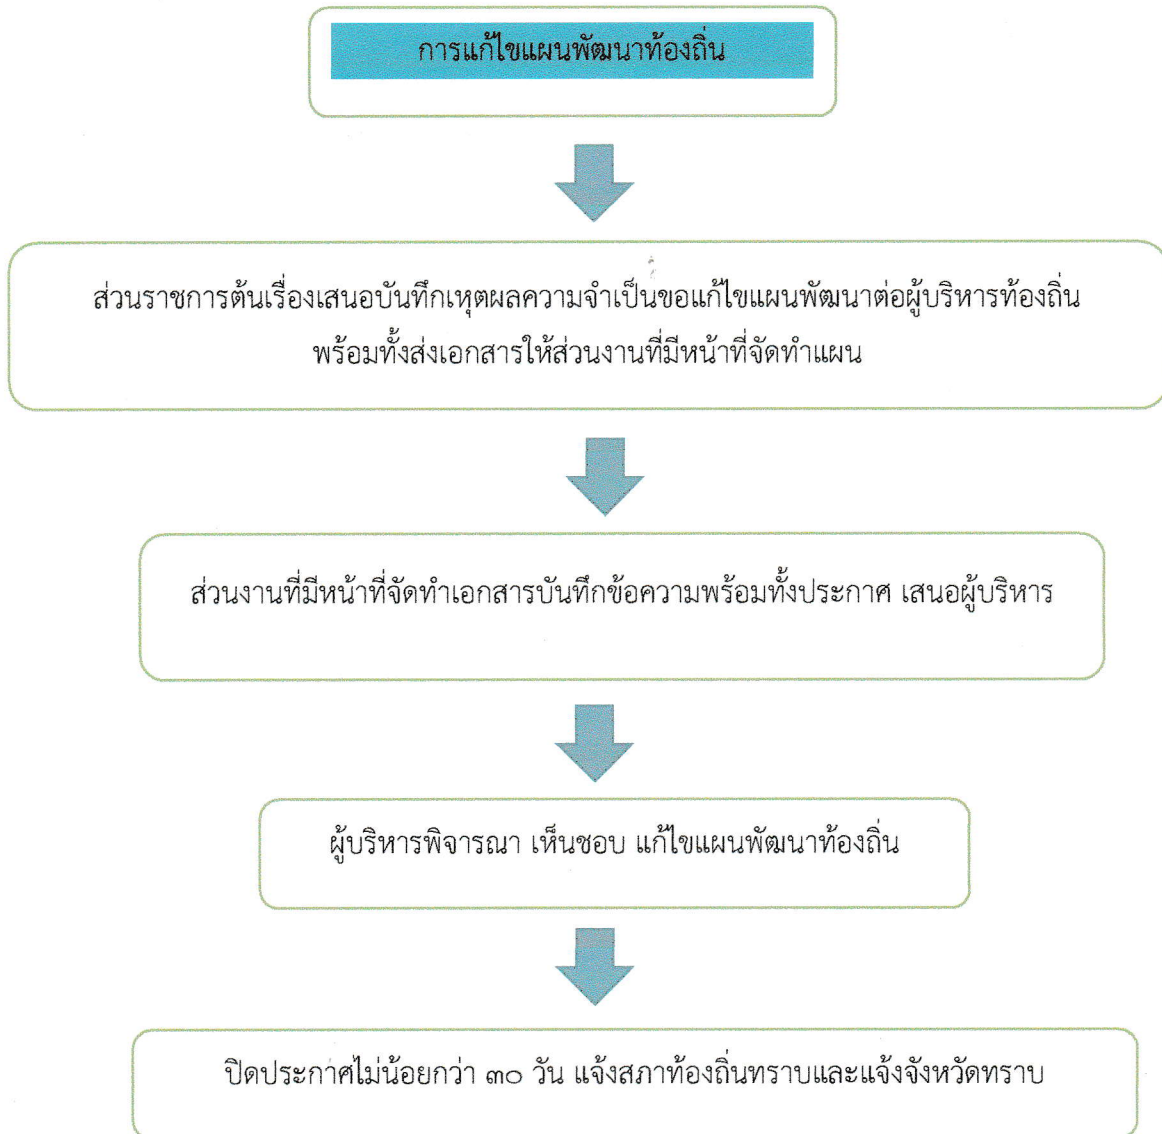 การแก้ไขแผนพัฒนาท้องถิ่น
ส่วนราชการต้นเรื่องเสนอบันทึกเหตุผลความจำเป็นขอแก้ไขแผนพัฒนาต่อผู้บริหารท้องถิ่น
พร้อมทั้งส่งเอกสารให้ส่วนงานที่มีหน้าที่จัดทำแผน
ส่วนงานที่มีหน้าที่จัดทำเอกสารบันทึกข้อความพร้อมทั้งประกาศ เสนอผู้บริหาร
ผู้บริหารพิจารณา เห็นชอบ แก้ไขแผนพัฒนาท้องถิ่น
ปิดประกาศไม่น้อยกว่า ๓๐ วัน แจ้งสภาท้องถิ่นทราบและแจ้งจังหวัดทราบ